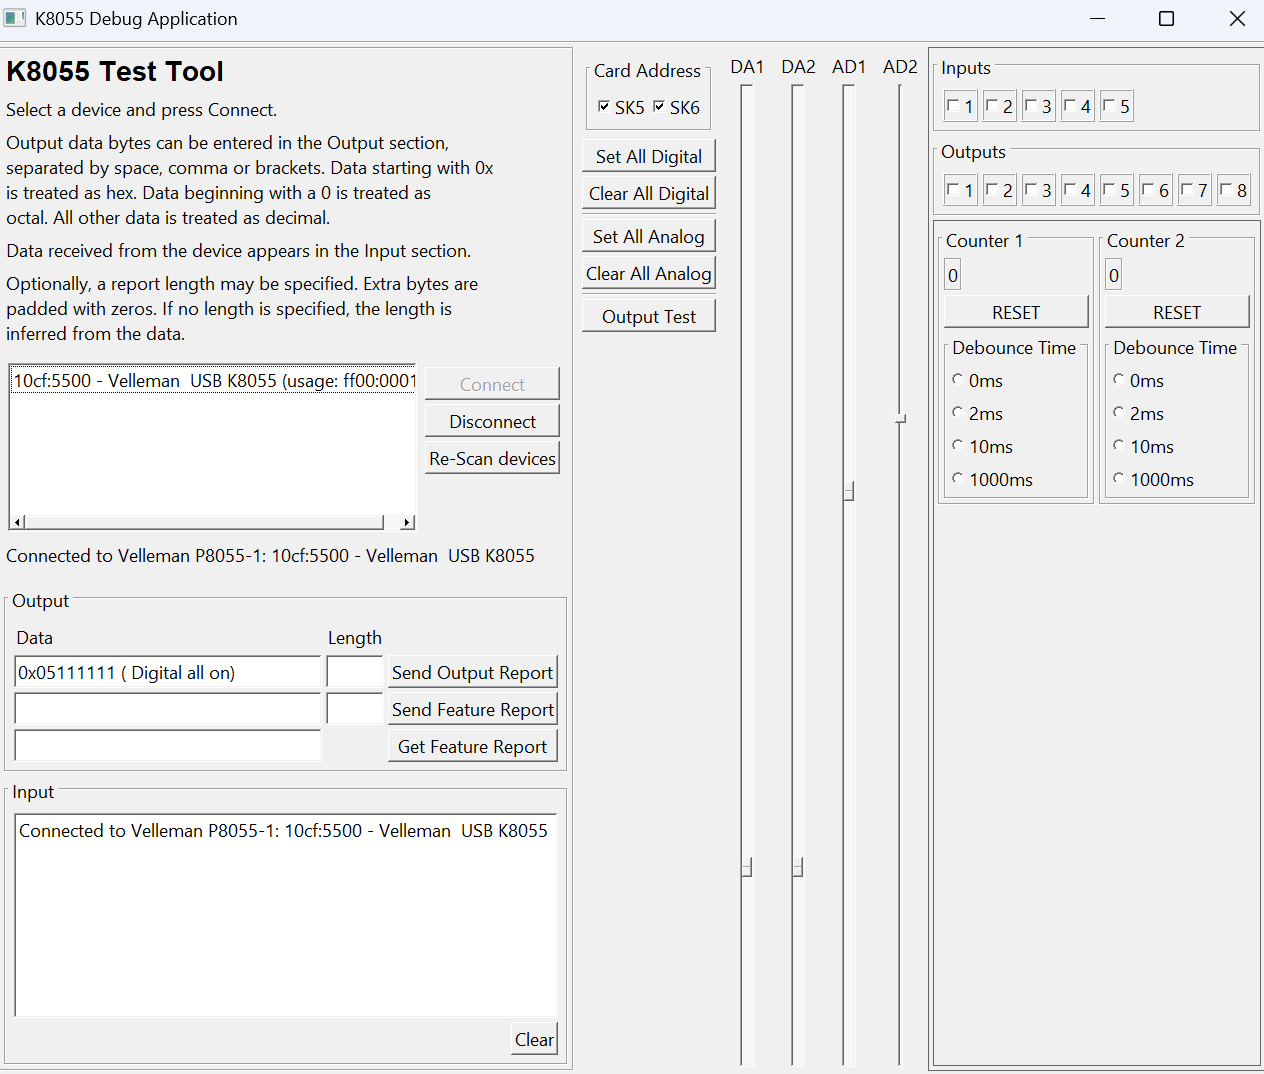 K8055 Debug Application
K8055 Test Tool
Select a device and press Connect.
Output data bytes can be entered in the Output section,
separated by space, comma or brackets. Data starting with 0x
is treated as hex. Data beginning with a 0 is treated as
octal. All other data is treated as decimal.
Data received from the device appears in the Input section.
Optionally, a report length may be specified. Extra bytes are
padded with zeros. If no length is specified, the length is
inferred from the data.
10cf:5500 - Velleman  USB K8055 (usage: ff00:0001
Connect
Disconnect
Re-Scan devices
Connected to Velleman P8055-1: 10cf:5500 - Velleman  USB K8055
Output
Data Length
0x05111111 ( Digital all on) Send Output Report
Send Feature Report
Get Feature Report
Input
Connected to Velleman P8055-1: 10cf:5500 - Velleman  USB K8055
Clear
Card Address
SK5 SK6
Set All Digital
Clear All Digital
Set All Analog
Clear All Analog
Output Test
DA1 DA2 AD1 AD2
Inputs
1 2 3 4 5
Outputs
1 2 3 4 5 6 7 8
Counter 1
0
RESET
Debounce Time
0ms
2ms
10ms
1000ms
Counter 2
0
RESET
Debounce Time
0ms
2ms
10ms
1000ms